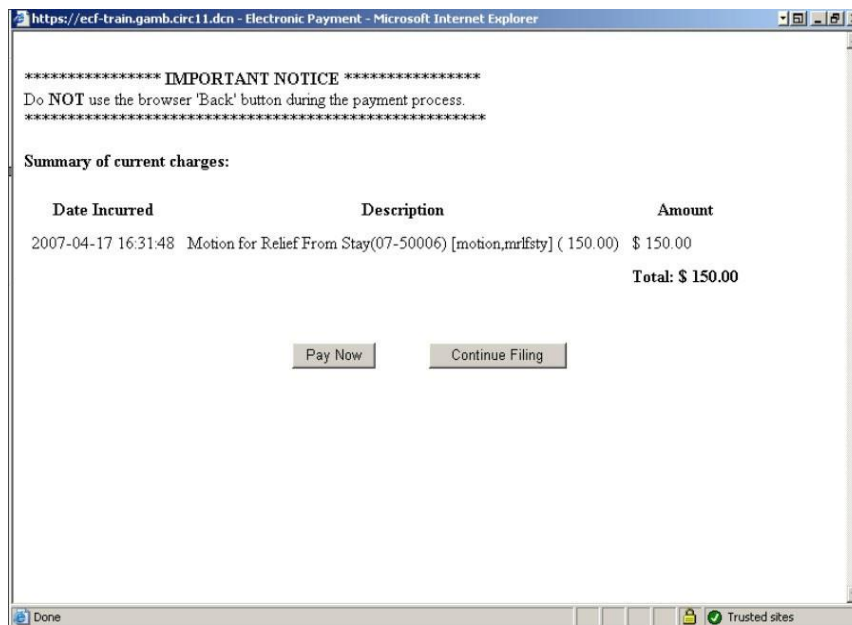 https://ecf-train.gamb.circ11.dcn - Electronic Payment - Microsoft Internet Explorer
**************** IMPORTANT NOTICE ****************
Do NOT use the browser 'Back' button during the payment process.
******************************************************
Summary of current charges:
Date Incurred Description Amount
2007-04-17 16:31:48 Motion for Relief From Stay(07-50006) [motion,mrlfsty] ( 150.00) $ 150.00
Total: $ 150.00
Pay Now Continue Filing
Done Trusted sites